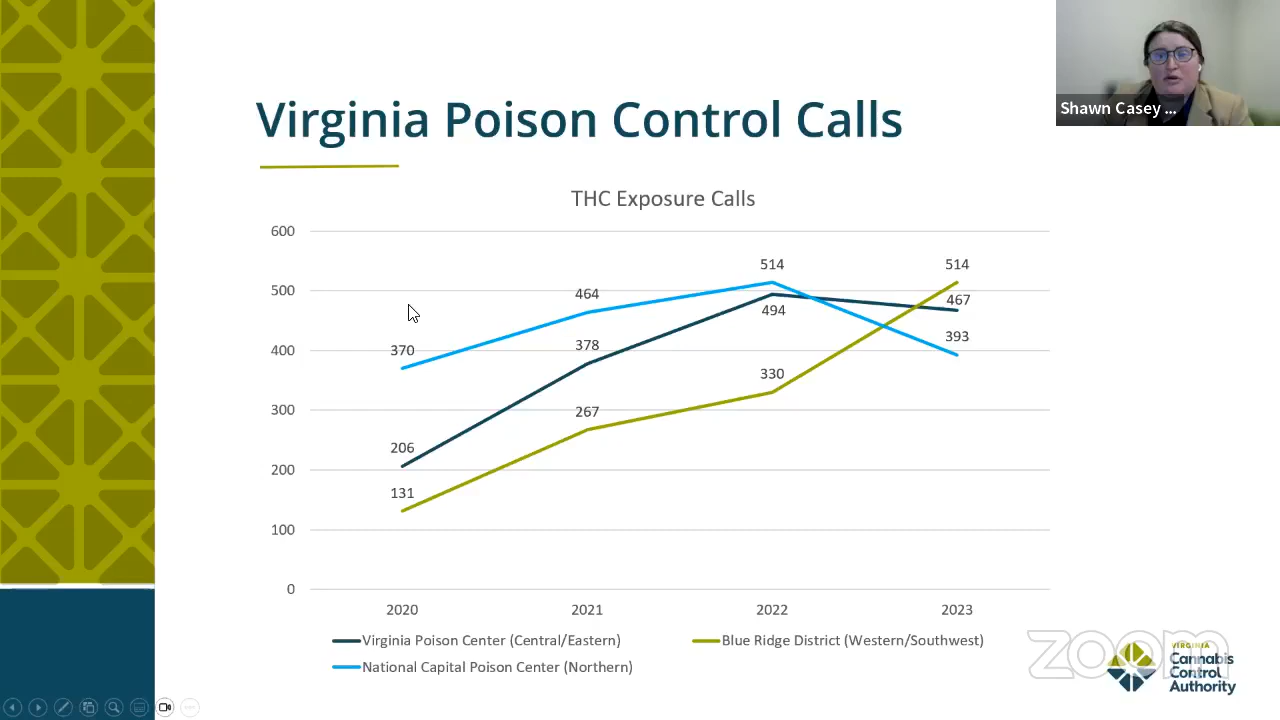 Shawn Casey ...
Virginia Poison Control Calls
THC Exposure Calls
600
500
400
300
200
100
0
514
514
464
494
467
370
378
393
330
267
206
131
2020
2021
2022
2023
Virginia Poison Center (Central/Eastern)
Blue Ridge District (Western/Southwest)
National Capital Poison Center (Northern)
zoom
VIRGINIA
Cannabis
Control
Authority